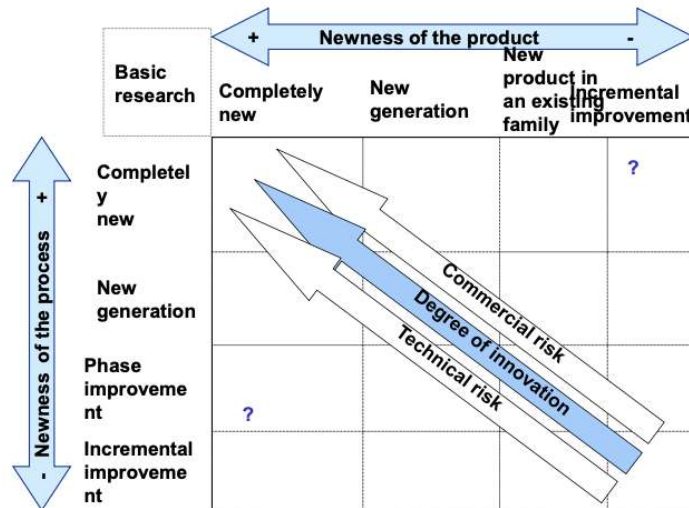 + Newness of the product -
Basic
research
Completely
new
New
generation
New
product in
an existing
family
Incremental
improvement
+ Newness of the process -
Completel
y
new
New
generation
Phase
improveme
nt
Incremental
improveme
nt
?
Commercial risk
Degree of innovation
Technical risk
?